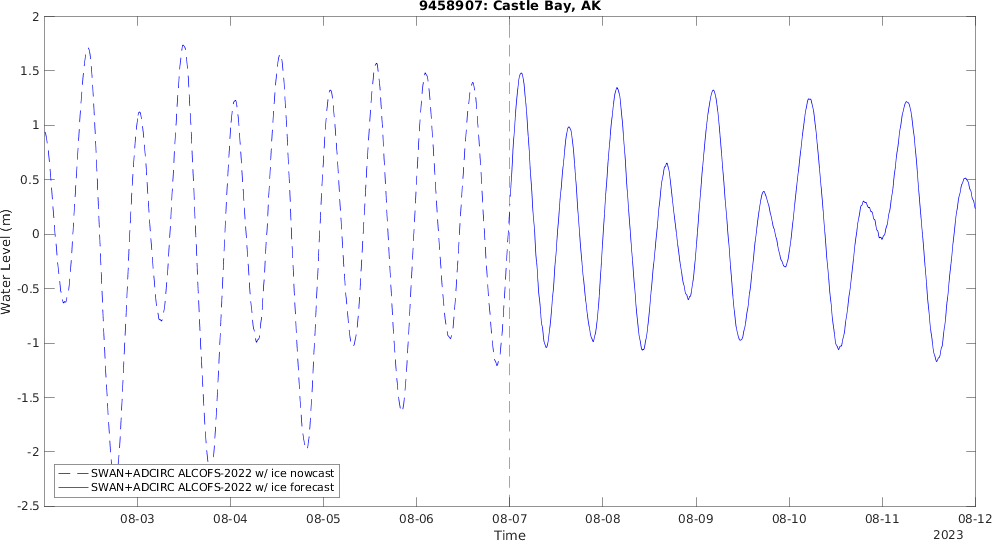 9458907: Castle Bay, AK
2
1.5
1
0.5
0
-0.5
-1
-1.5
-2
-2.5
Water Level (m)
SWAN+ADCIRC ALCOFS-2022 w/ ice nowcast
SWAN+ADCIRC ALCOFS-2022 w/ ice forecast
08-03 08-04 08-05 08-06 08-07 08-08 08-09 08-10 08-11 08-12
Time
2023